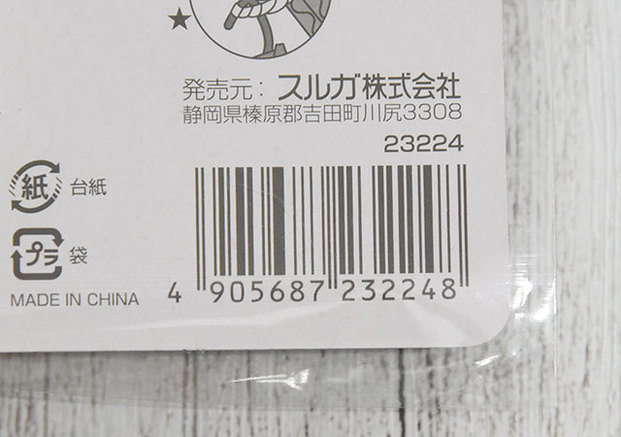 ★
発売元：スルガ株式会社
静岡県榛原郡吉田町川尻3308
23224
紙 台紙
プラ 袋
MADE IN CHINA
4 905687 232248